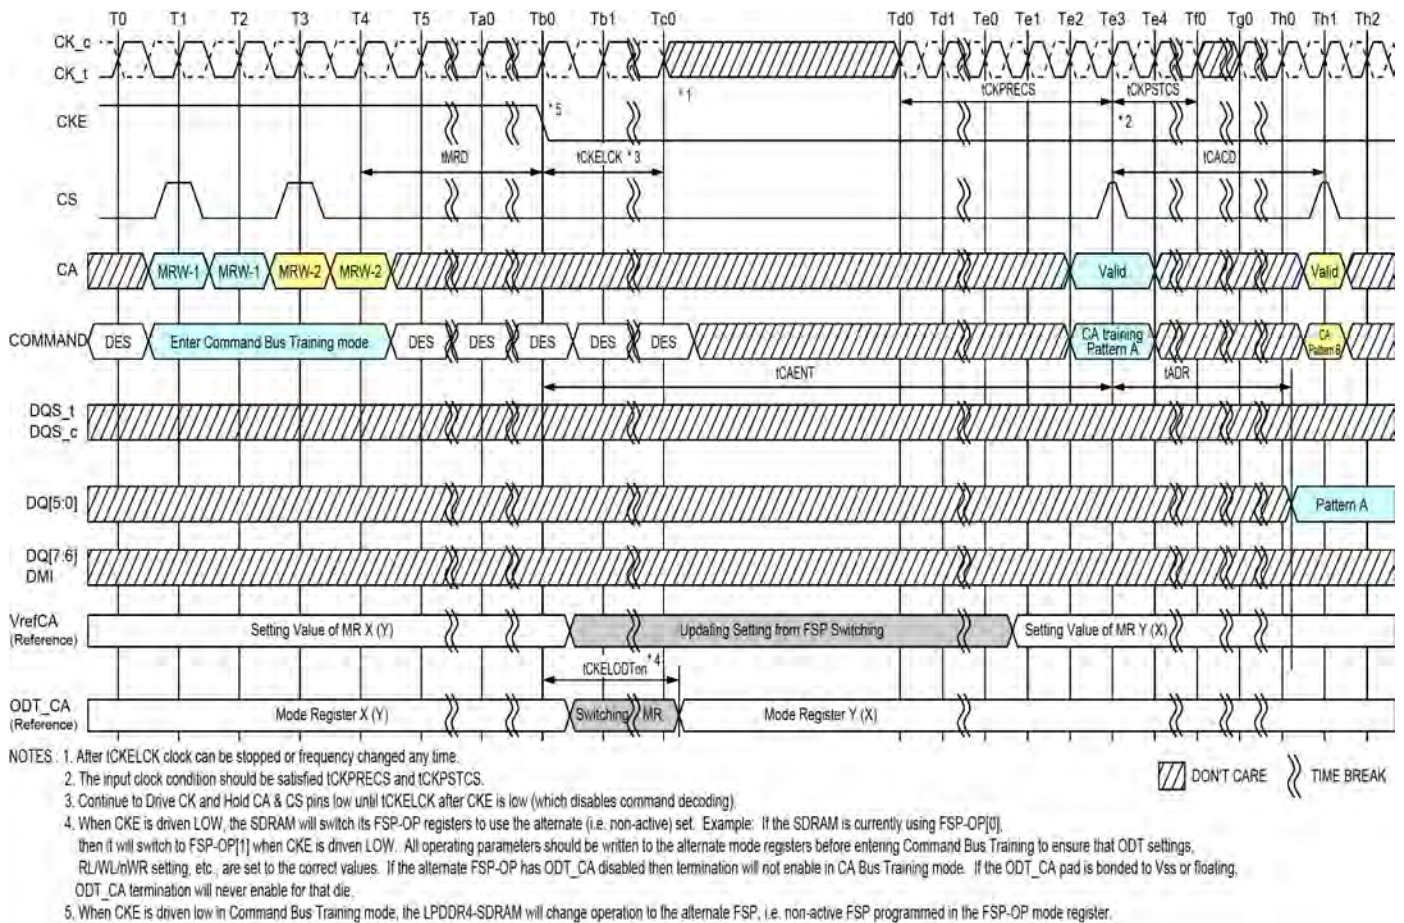 T0 T1 T2 T3 T4 T5 Ta0 Tb0 Tb1 Tc0 Td0 Td1 Te0 Te1 Te2 Te3 Te4 Tf0 Tg0 Th0 Th1 Th2
CK_c
CK_t
*1
tCKPRECS tCKPSTCS
CKE
*5
*2
tMRD tCKELCK *3 tCACD
CS
CA MRW-1 MRW-1 MRW-2 MRW-2 Valid Valid
COMMAND DES Enter Command Bus Training mode DES DES DES DES DES CA training Pattern A CA Pattern B
tCAENT tADR
DQS_t
DQS_c
DQ[5:0] Pattern A
DQ[7:6]
DMI
VrefCA
(Reference) Setting Value of MR X (Y) Updating Setting from FSP Switching Setting Value of MR Y (X)
tCKELODTon *4
ODT_CA
(Reference) Mode Register X (Y) Switching MR Mode Register Y (X)
NOTES : 1. After tCKELCK clock can be stopped or frequency changed any time.
2. The input clock condition should be satisfied tCKPRECS and tCKPSTCS.
3. Continue to Drive CK and Hold CA & CS pins low until tCKELCK after CKE is low (which disables command decoding).
4. When CKE is driven LOW, the SDRAM will switch its FSP-OP registers to use the alternate (i.e. non-active) set. Example: If the SDRAM is currently using FSP-OP[0],
then it will switch to FSP-OP[1] when CKE is driven LOW. All operating parameters should be written to the alternate mode registers before entering Command Bus Training to ensure that ODT settings,
RL/WL/nWR setting, etc., are set to the correct values. If the alternate FSP-OP has ODT_CA disabled then termination will not enable in CA Bus Training mode. If the ODT_CA pad is bonded to Vss or floating,
ODT_CA termination will never enable for that die.
5. When CKE is driven low in Command Bus Training mode, the LPDDR4-SDRAM will change operation to the alternate FSP, i.e. non-active FSP programmed in the FSP-OP mode register.
DON'T CARE TIME BREAK